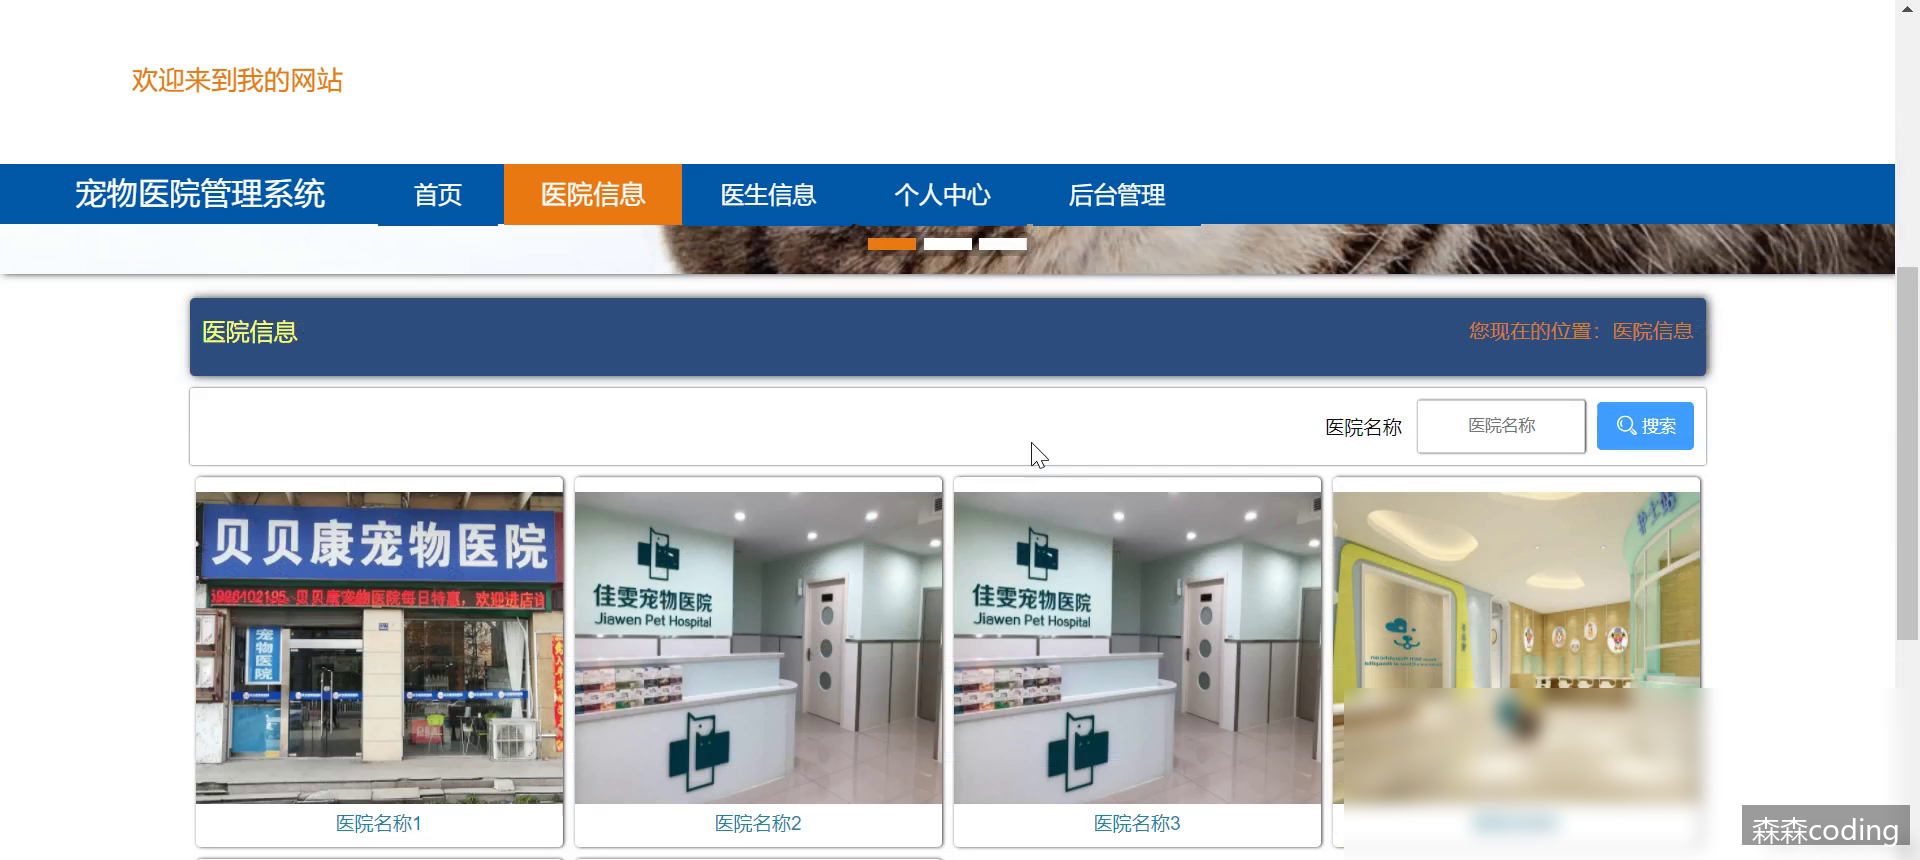 欢迎来到我的网站
宠物医院管理系统 首页 医院信息 医生信息 个人中心 后台管理
医院信息 您现在的位置：医院信息
医院名称 医院名称 搜索
贝贝康宠物医院
贝贝康宠物医院每日特惠，欢迎进店
宠物医院
佳雯宠物医院
Jiawen Pet Hospital
佳雯宠物医院
Jiawen Pet Hospital
护士站
医院名称1 医院名称2 医院名称3
森森coding